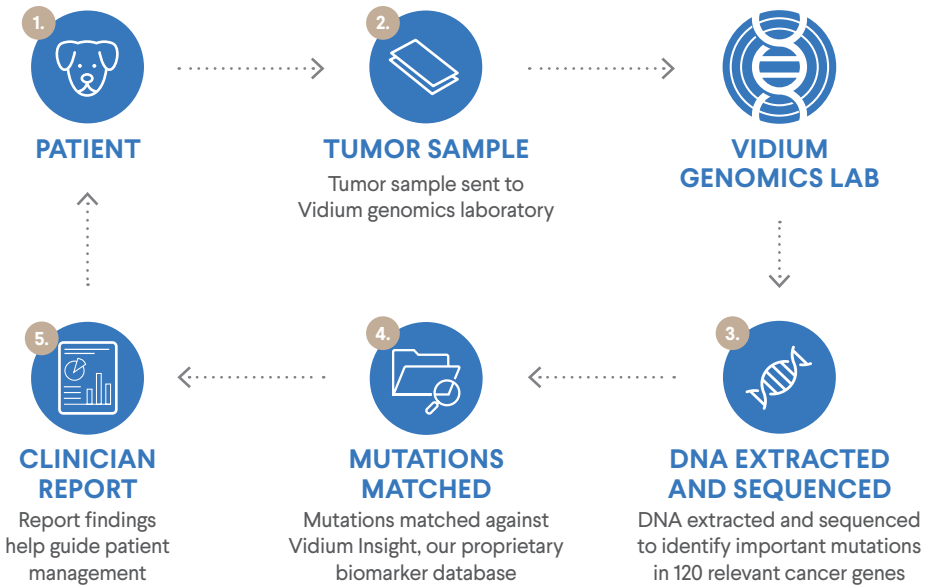 1.
PATIENT
2.
TUMOR SAMPLE
Tumor sample sent to
Vidium genomics laboratory
VIDIUM
GENOMICS LAB
3.
DNA EXTRACTED
AND SEQUENCED
DNA extracted and sequenced
to identify important mutations
in 120 relevant cancer genes
4.
MUTATIONS
MATCHED
Mutations matched against
Vidium Insight, our proprietary
biomarker database
5.
CLINICIAN
REPORT
Report findings
help guide patient
management